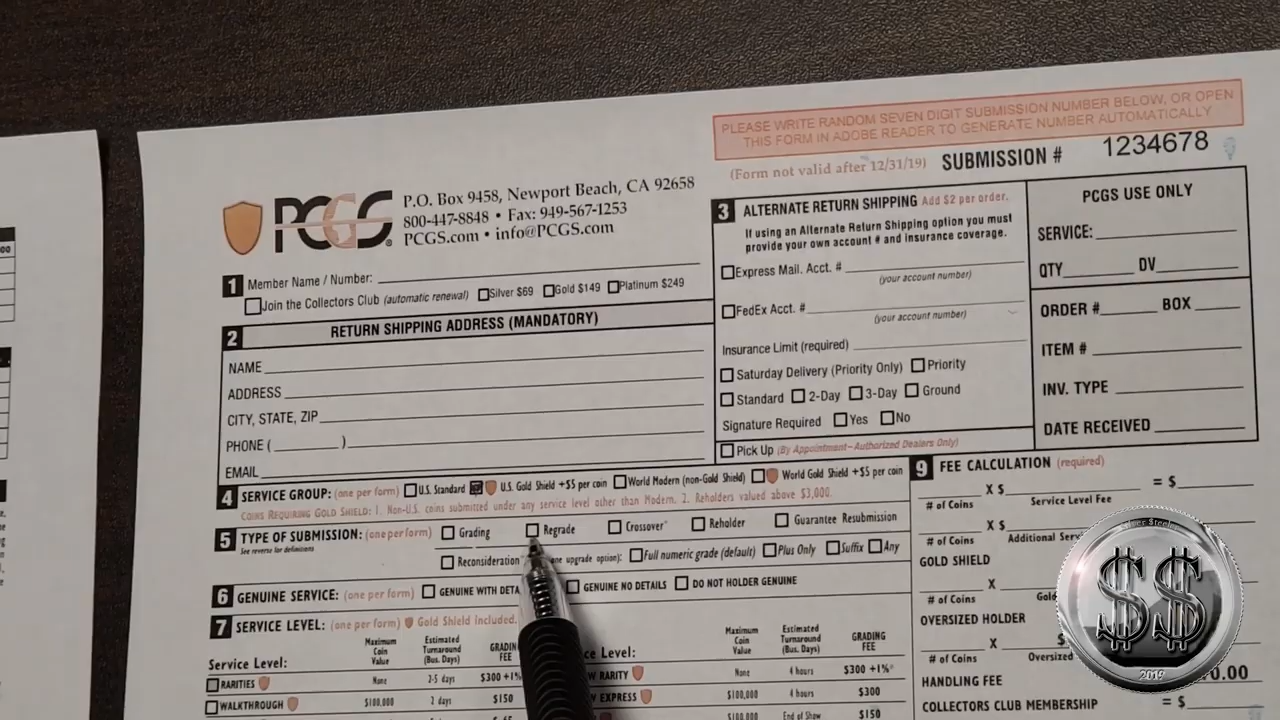 PLEASE WRITE RANDOM SEVEN DIGIT SUBMISSION NUMBER BELOW, OR OPEN
THIS FORM IN ADOBE READER TO GENERATE NUMBER AUTOMATICALLY
(Form not valid after 12/31/19) SUBMISSION # 1234678
PCGS
P.O. Box 9458, Newport Beach, CA 92658
800-447-8848 • Fax: 949-567-1253
PCGS.com • info@PCGS.com
1 Member Name / Number:
Join the Collectors Club (automatic renewal) Silver $69 Gold $149 Platinum $249
2 RETURN SHIPPING ADDRESS (MANDATORY)
NAME
ADDRESS
CITY, STATE, ZIP
PHONE ( )
EMAIL
3 ALTERNATE RETURN SHIPPING Add $2 per order.
If using an Alternate Return Shipping option you must
provide your own account # and insurance coverage.
Express Mail. Acct. #
(your account number)
FedEx Acct. #
(your account number)
Insurance Limit (required)
Saturday Delivery (Priority Only) Priority
Standard 2-Day 3-Day Ground
Signature Required Yes No
Pick Up (By Appointment–Authorized Dealers Only)
PCGS USE ONLY
SERVICE:
QTY DV
ORDER # BOX
ITEM #
INV. TYPE
DATE RECEIVED
4 SERVICE GROUP: (one per form) U.S. Standard U.S. Gold Shield +$5 per coin World Modern (non-Gold Shield) World Gold Shield +$5 per coin
COINS REQUIRING GOLD SHIELD: 1. Non-U.S. coins submitted under any service level other than Modern. 2. Reholders valued above $3,000.
5 TYPE OF SUBMISSION: (one per form) Grading Regrade Crossover* Reholder Guarantee Resubmission
See reverse for definitions
Reconsideration one upgrade option): Full numeric grade (default) Plus Only Suffix Any
6 GENUINE SERVICE: (one per form) GENUINE WITH DETA GENUINE NO DETAILS DO NOT HOLDER GENUINE
7 SERVICE LEVEL: (one per form) Gold Shield included.
Service Level: Maximum Coin Value Estimated Turnaround (Bus. Days) GRADING FEE
RARITIES None 2-5 days $300 +1%
WALKTHROUGH $100,000 2 days $150
ce Level: Maximum Coin Value Estimated Turnaround (Bus. Days) GRADING FEE
W RARITY None 4 hours $300 +1%*
W EXPRESS $100,000 4 hours $300
$100,000 End of Show $150
9 FEE CALCULATION (required)
X $ = $
# of Coins Service Level Fee
X $ = $
# of Coins Additional Serv
GOLD SHIELD
X
# of Coins Gol
OVERSIZED HOLDER
X $
# of Coins Oversized
HANDLING FEE 0.00
COLLECTORS CLUB MEMBERSHIP = $
$$
2019